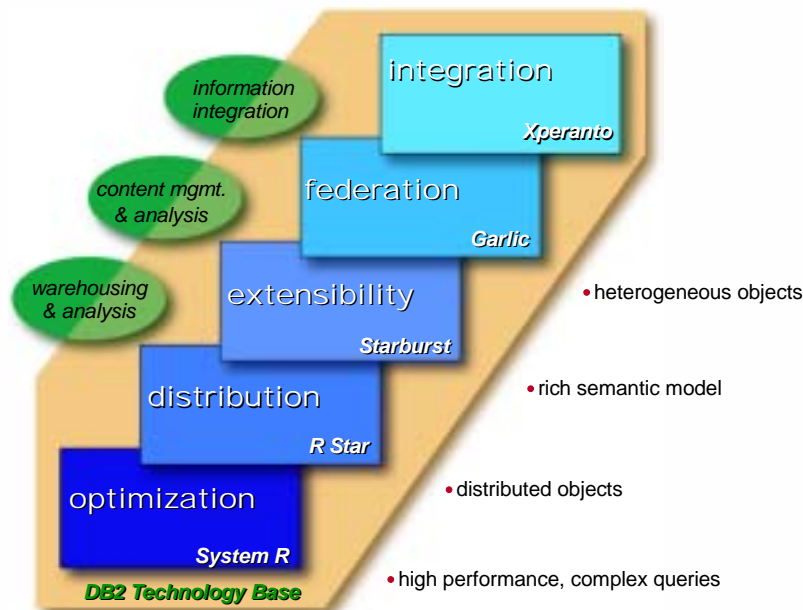 integration
Xperanto
information
integration
federation
Garlic
content mgmt.
& analysis
extensibility
Starburst
warehousing
& analysis
• heterogeneous objects
distribution
R Star
• rich semantic model
optimization
System R
• distributed objects
DB2 Technology Base
• high performance, complex queries